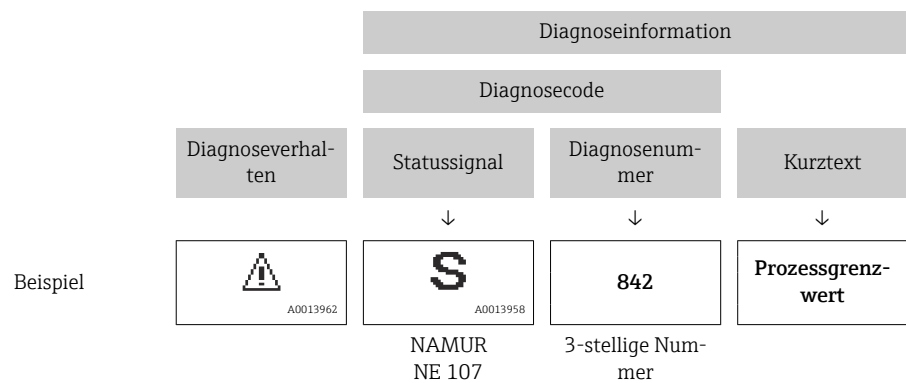 Diagnoseinformation
Diagnosecode
Diagnoseverhal-
ten
Statussignal
Diagnosenum-
mer
Kurztext
↓ ↓ ↓
Beispiel
A0013962
S
A0013958
842
Prozessgrenz-
wert
NAMUR
NE 107
3-stellige Num-
mer